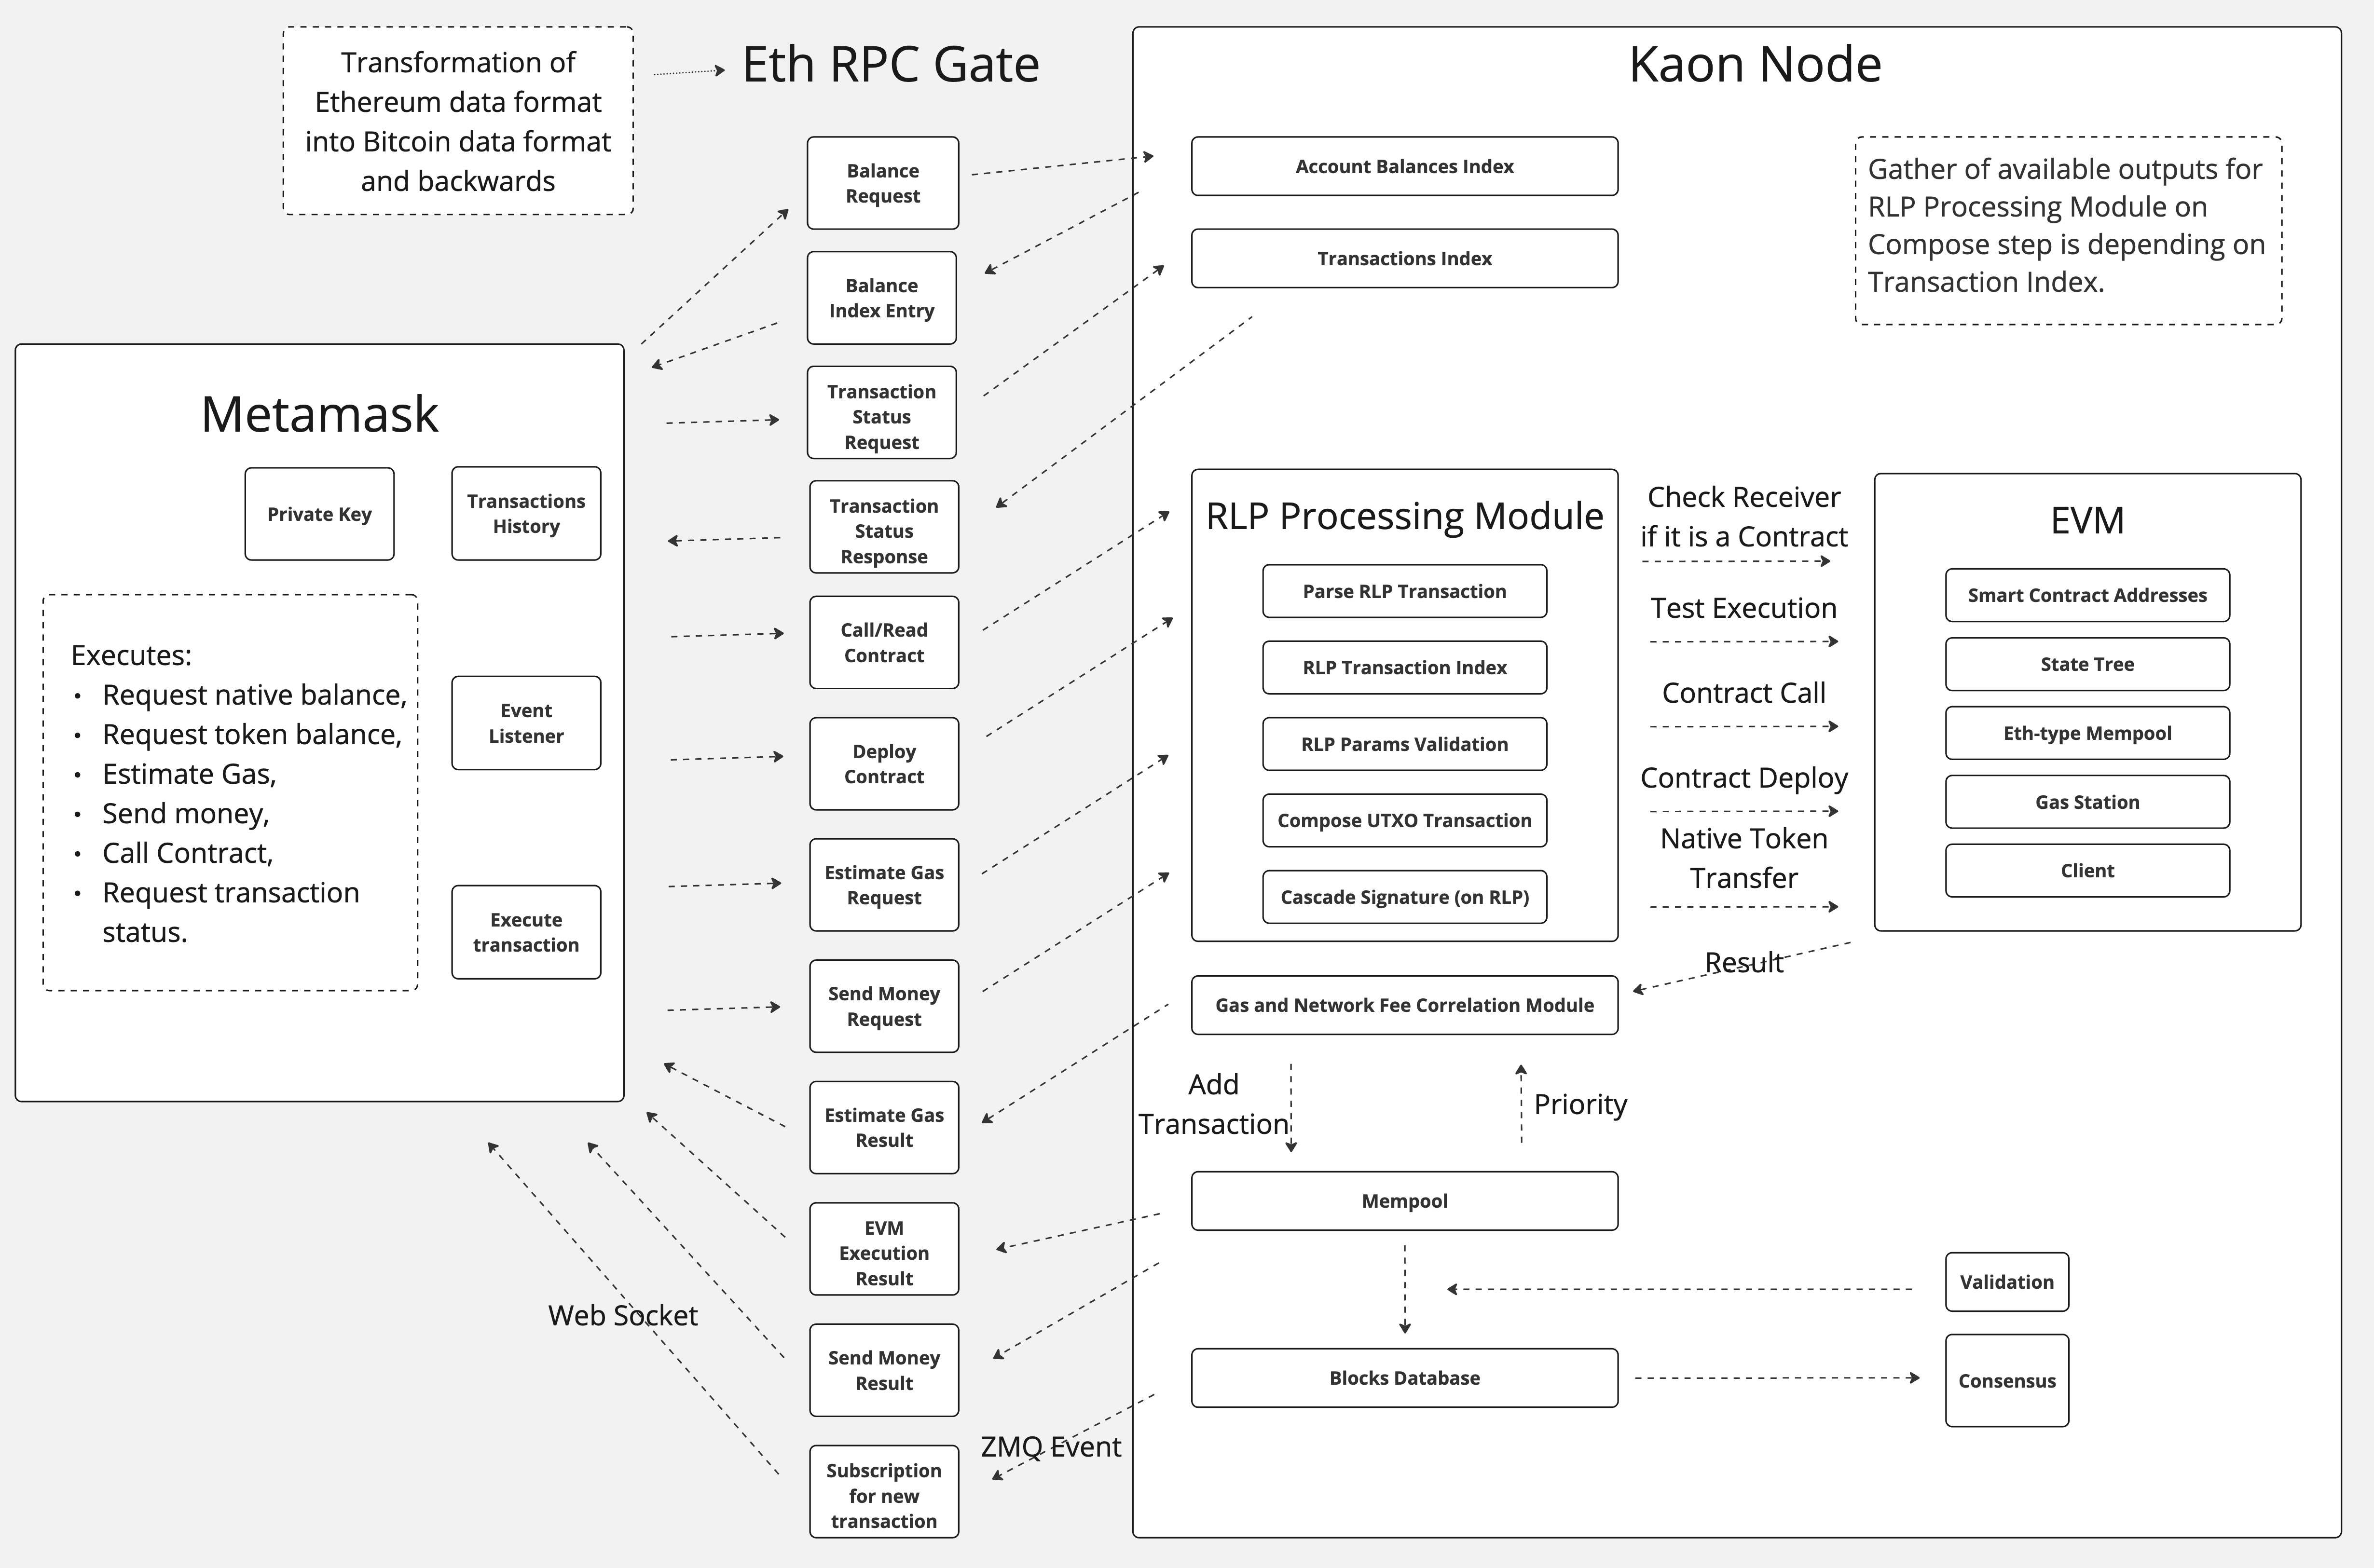 Transformation of
Ethereum data format
into Bitcoin data format
and backwards
Eth RPC Gate
Kaon Node
Metamask
Private Key
Transactions
History
Executes:
• Request native balance,
• Request token balance,
• Estimate Gas,
• Send money,
• Call Contract,
• Request transaction
status.
Event
Listener
Execute
transaction
Balance
Request
Balance
Index Entry
Transaction
Status
Request
Transaction
Status
Response
Call/Read
Contract
Deploy
Contract
Estimate Gas
Request
Send Money
Request
Estimate Gas
Result
EVM
Execution
Result
Send Money
Result
Subscription
for new
transaction
Web Socket
ZMQ Event
Account Balances Index
Transactions Index
Gather of available outputs for
RLP Processing Module on
Compose step is depending on
Transaction Index.
RLP Processing Module
Parse RLP Transaction
RLP Transaction Index
RLP Params Validation
Compose UTXO Transaction
Cascade Signature (on RLP)
Check Receiver
if it is a Contract
Test Execution
Contract Call
Contract Deploy
Native Token
Transfer
Result
EVM
Smart Contract Addresses
State Tree
Eth-type Mempool
Gas Station
Client
Gas and Network Fee Correlation Module
Add
Transaction
Priority
Mempool
Blocks Database
Validation
Consensus